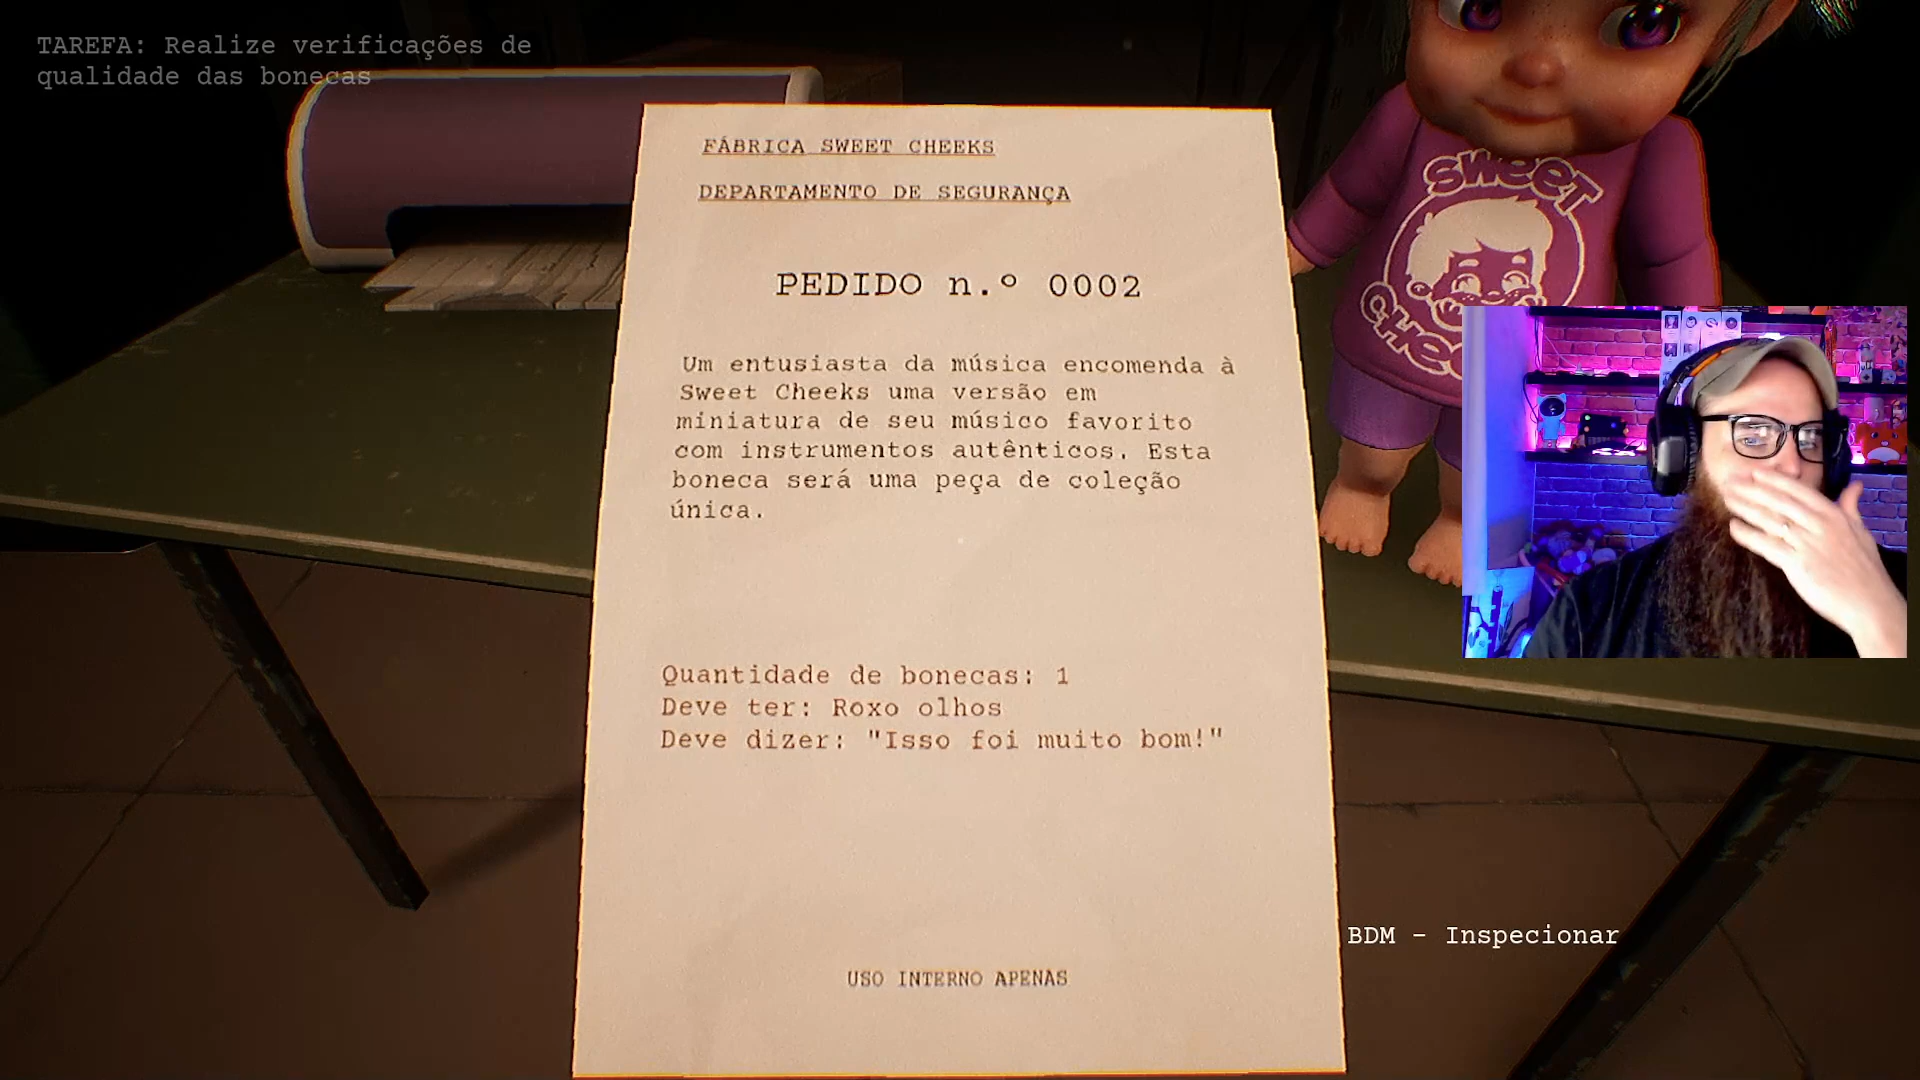 TAREFA: Realize verificações de
qualidade das bonecas
FÁBRICA SWEET CHEEKS
DEPARTAMENTO DE SEGURANÇA
PEDIDO n.º 0002
Um entusiasta da música encomenda à
Sweet Cheeks uma versão em
miniatura de seu músico favorito
com instrumentos autênticos. Esta
boneca será uma peça de coleção
única.
Quantidade de bonecas: 1
Deve ter: Roxo olhos
Deve dizer: "Isso foi muito bom!"
USO INTERNO APENAS
SWEET
BDM - Inspecionar